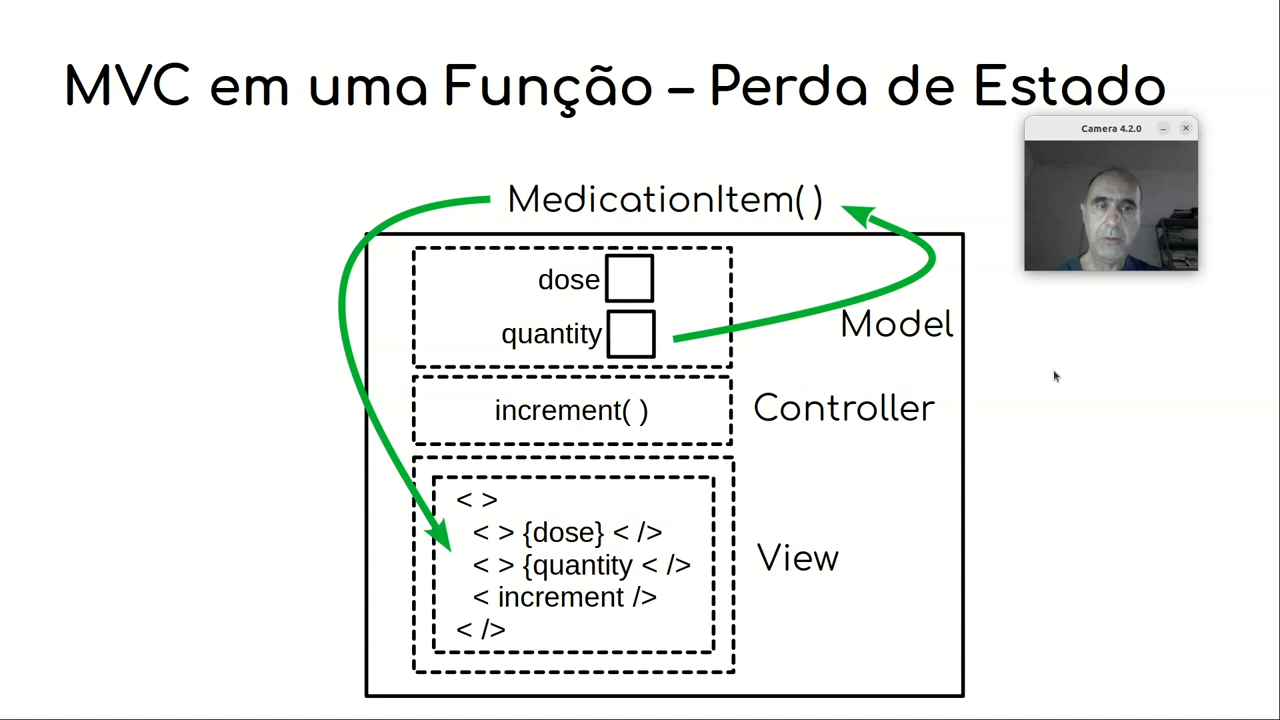 MVC em uma Função – Perda de Estado
Camera 4.2.0
MedicationItem( )
dose
quantity
Model
increment( )
Controller
< >
< > {dose} < />
< > {quantity < />
< increment />
< />
View